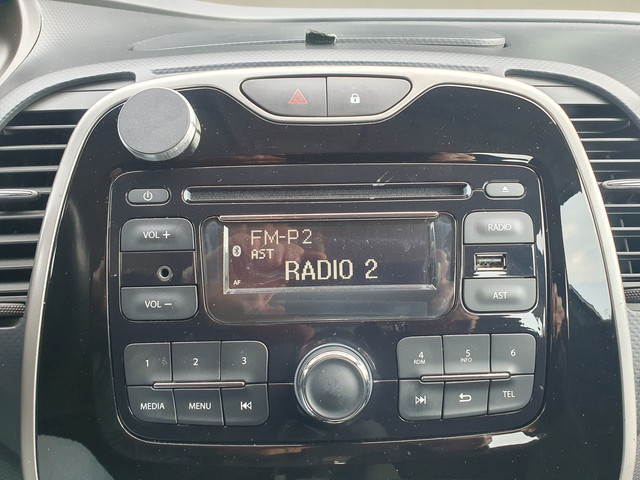 FM-P2
AST
RADIO 2
AF
VOL +
VOL −
RADIO
AST
1
2
3
MEDIA
MENU
4
RDM
5
INFO
6
TEL